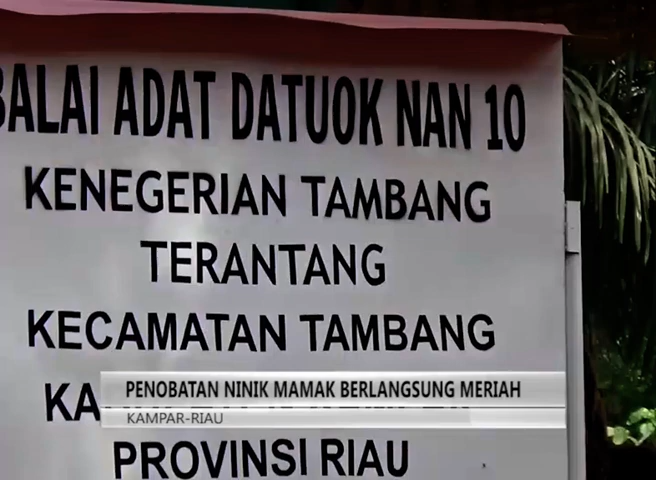 BALAI ADAT DATUOK NAN 10
KENEGERIAN TAMBANG
TERANTANG
KECAMATAN TAMBANG
PENOBATAN NINIK MAMAK BERLANGSUNG MERIAH
KAMPAR-RIAU
PROVINSI RIAU